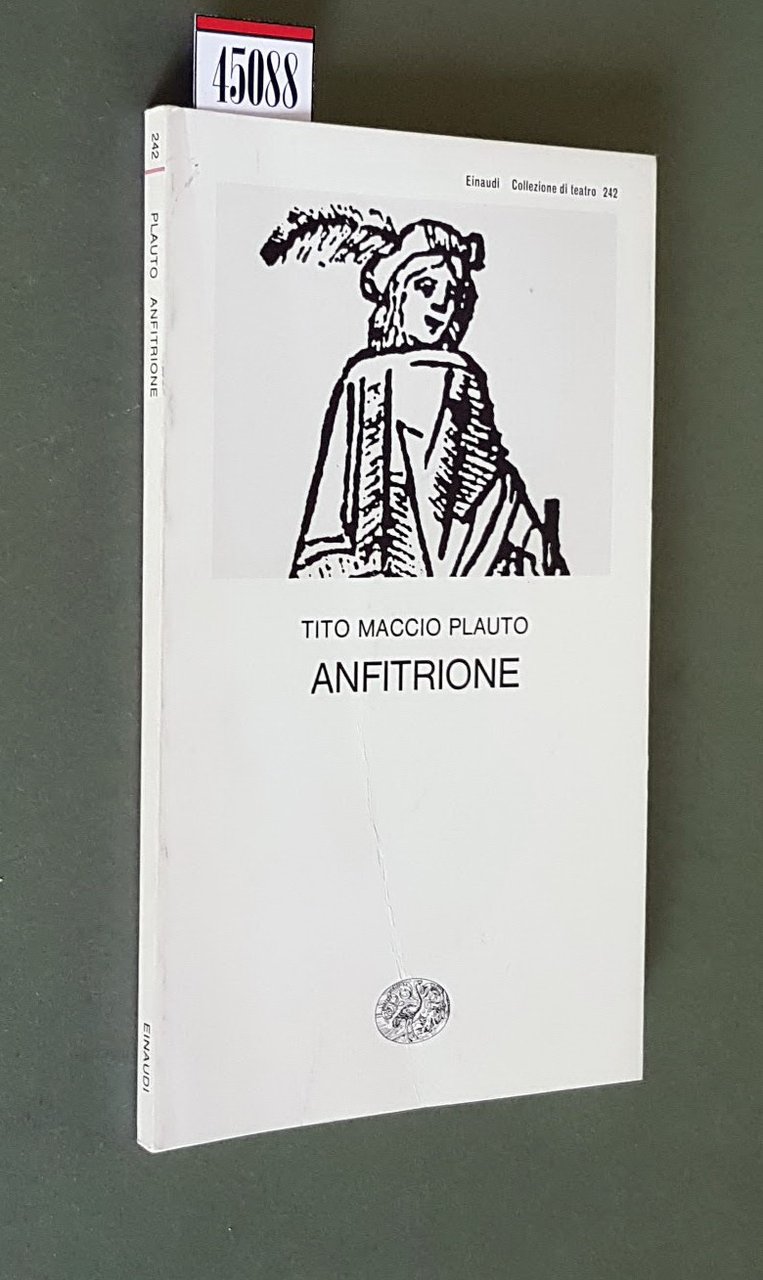 45088
242
PLAUTO ANFITRIONE
EINAUDI
Einaudi Collezione di teatro 242
TITO MACCIO PLAUTO
ANFITRIONE